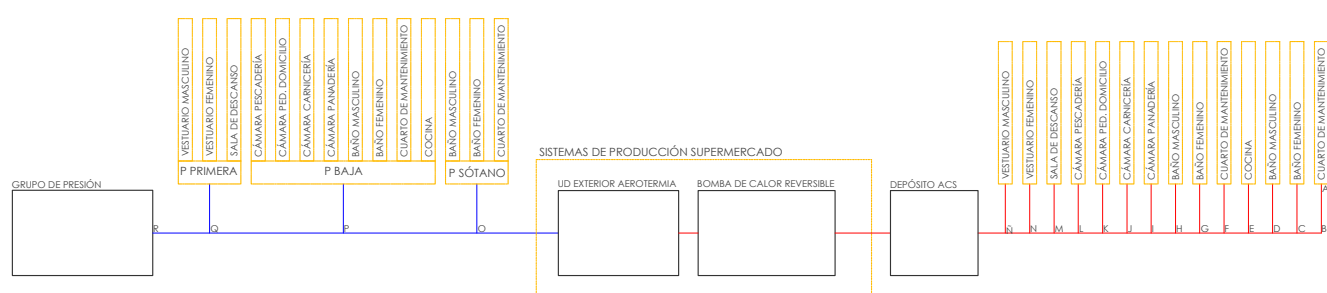 VESTUARIO MASCULINO
VESTUARIO FEMENINO
SALA DE DESCANSO
CÁMARA PESCADERÍA
CÁMARA PED. DOMICILIO
CÁMARA CARNICERÍA
CÁMARA PANADERÍA
BAÑO MASCULINO
BAÑO FEMENINO
CUARTO DE MANTENIMIENTO
COCINA
BAÑO MASCULINO
BAÑO FEMENINO
CUARTO DE MANTENIMIENTO
P PRIMERA
P BAJA
P SÓTANO
GRUPO DE PRESIÓN
R
Q
P
O
SISTEMAS DE PRODUCCIÓN SUPERMERCADO
UD EXTERIOR AEROTERMIA
BOMBA DE CALOR REVERSIBLE
DEPÓSITO ACS
VESTUARIO MASCULINO
VESTUARIO FEMENINO
SALA DE DESCANSO
CÁMARA PESCADERÍA
CÁMARA PED. DOMICILIO
CÁMARA CARNICERÍA
CÁMARA PANADERÍA
BAÑO MASCULINO
BAÑO FEMENINO
CUARTO DE MANTENIMIENTO
COCINA
BAÑO MASCULINO
BAÑO FEMENINO
CUARTO DE MANTENIMIENTO
A
Ñ
N
M
L
K
J
I
H
G
F
E
D
C
B